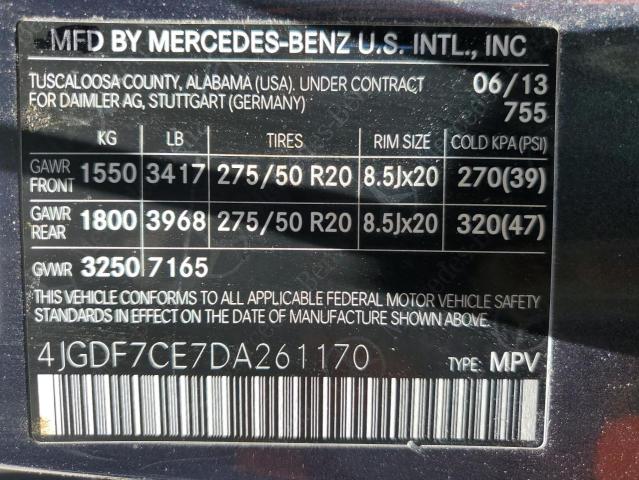 MFD BY MERCEDES-BENZ U.S. INTL., INC
TUSCALOOSA COUNTY, ALABAMA (USA). UNDER CONTRACT 06/13
FOR DAIMLER AG, STUTTGART (GERMANY) 755
KG LB TIRES RIM SIZE COLD KPA(PSI)
GAWR FRONT 1550 3417 275/50 R20 8.5Jx20 270(39)
GAWR REAR 1800 3968 275/50 R20 8.5Jx20 320(47)
GVWR 3250 7165
THIS VEHICLE CONFORMS TO ALL APPLICABLE FEDERAL MOTOR VEHICLE SAFETY
STANDARDS IN EFFECT ON THE DATE OF MANUFACTURE SHOWN ABOVE.
4JGDF7CE7DA261170 TYPE: MPV